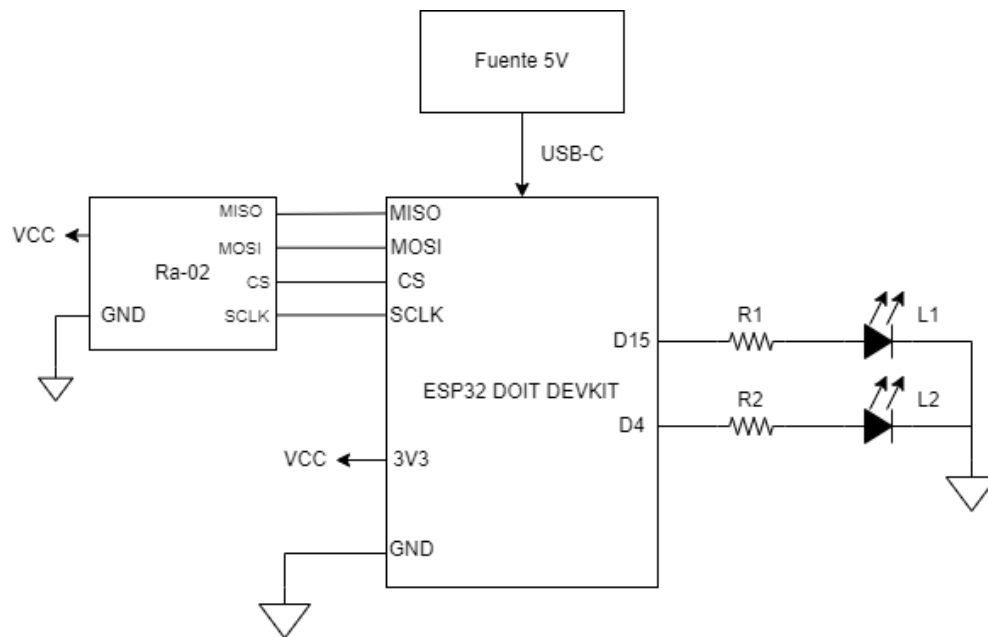 Fuente 5V
USB-C
MISO
MISO
VCC
MOSI
MOSI
Ra-02
CS
CS
GND
SCLK
SCLK
R1
L1
D15
ESP32 DOIT DEVKIT
R2
L2
D4
VCC
3V3
GND